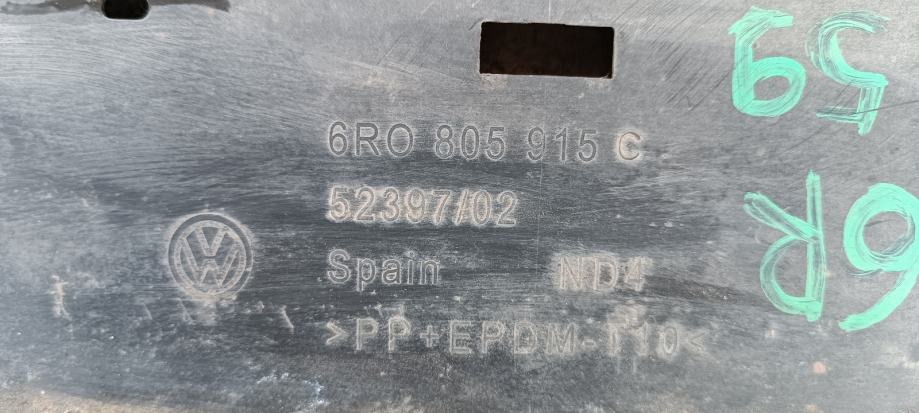 6R0 805 915 C
52397/02
Spain ND4
>PP+EPDM-T10<
6R
59